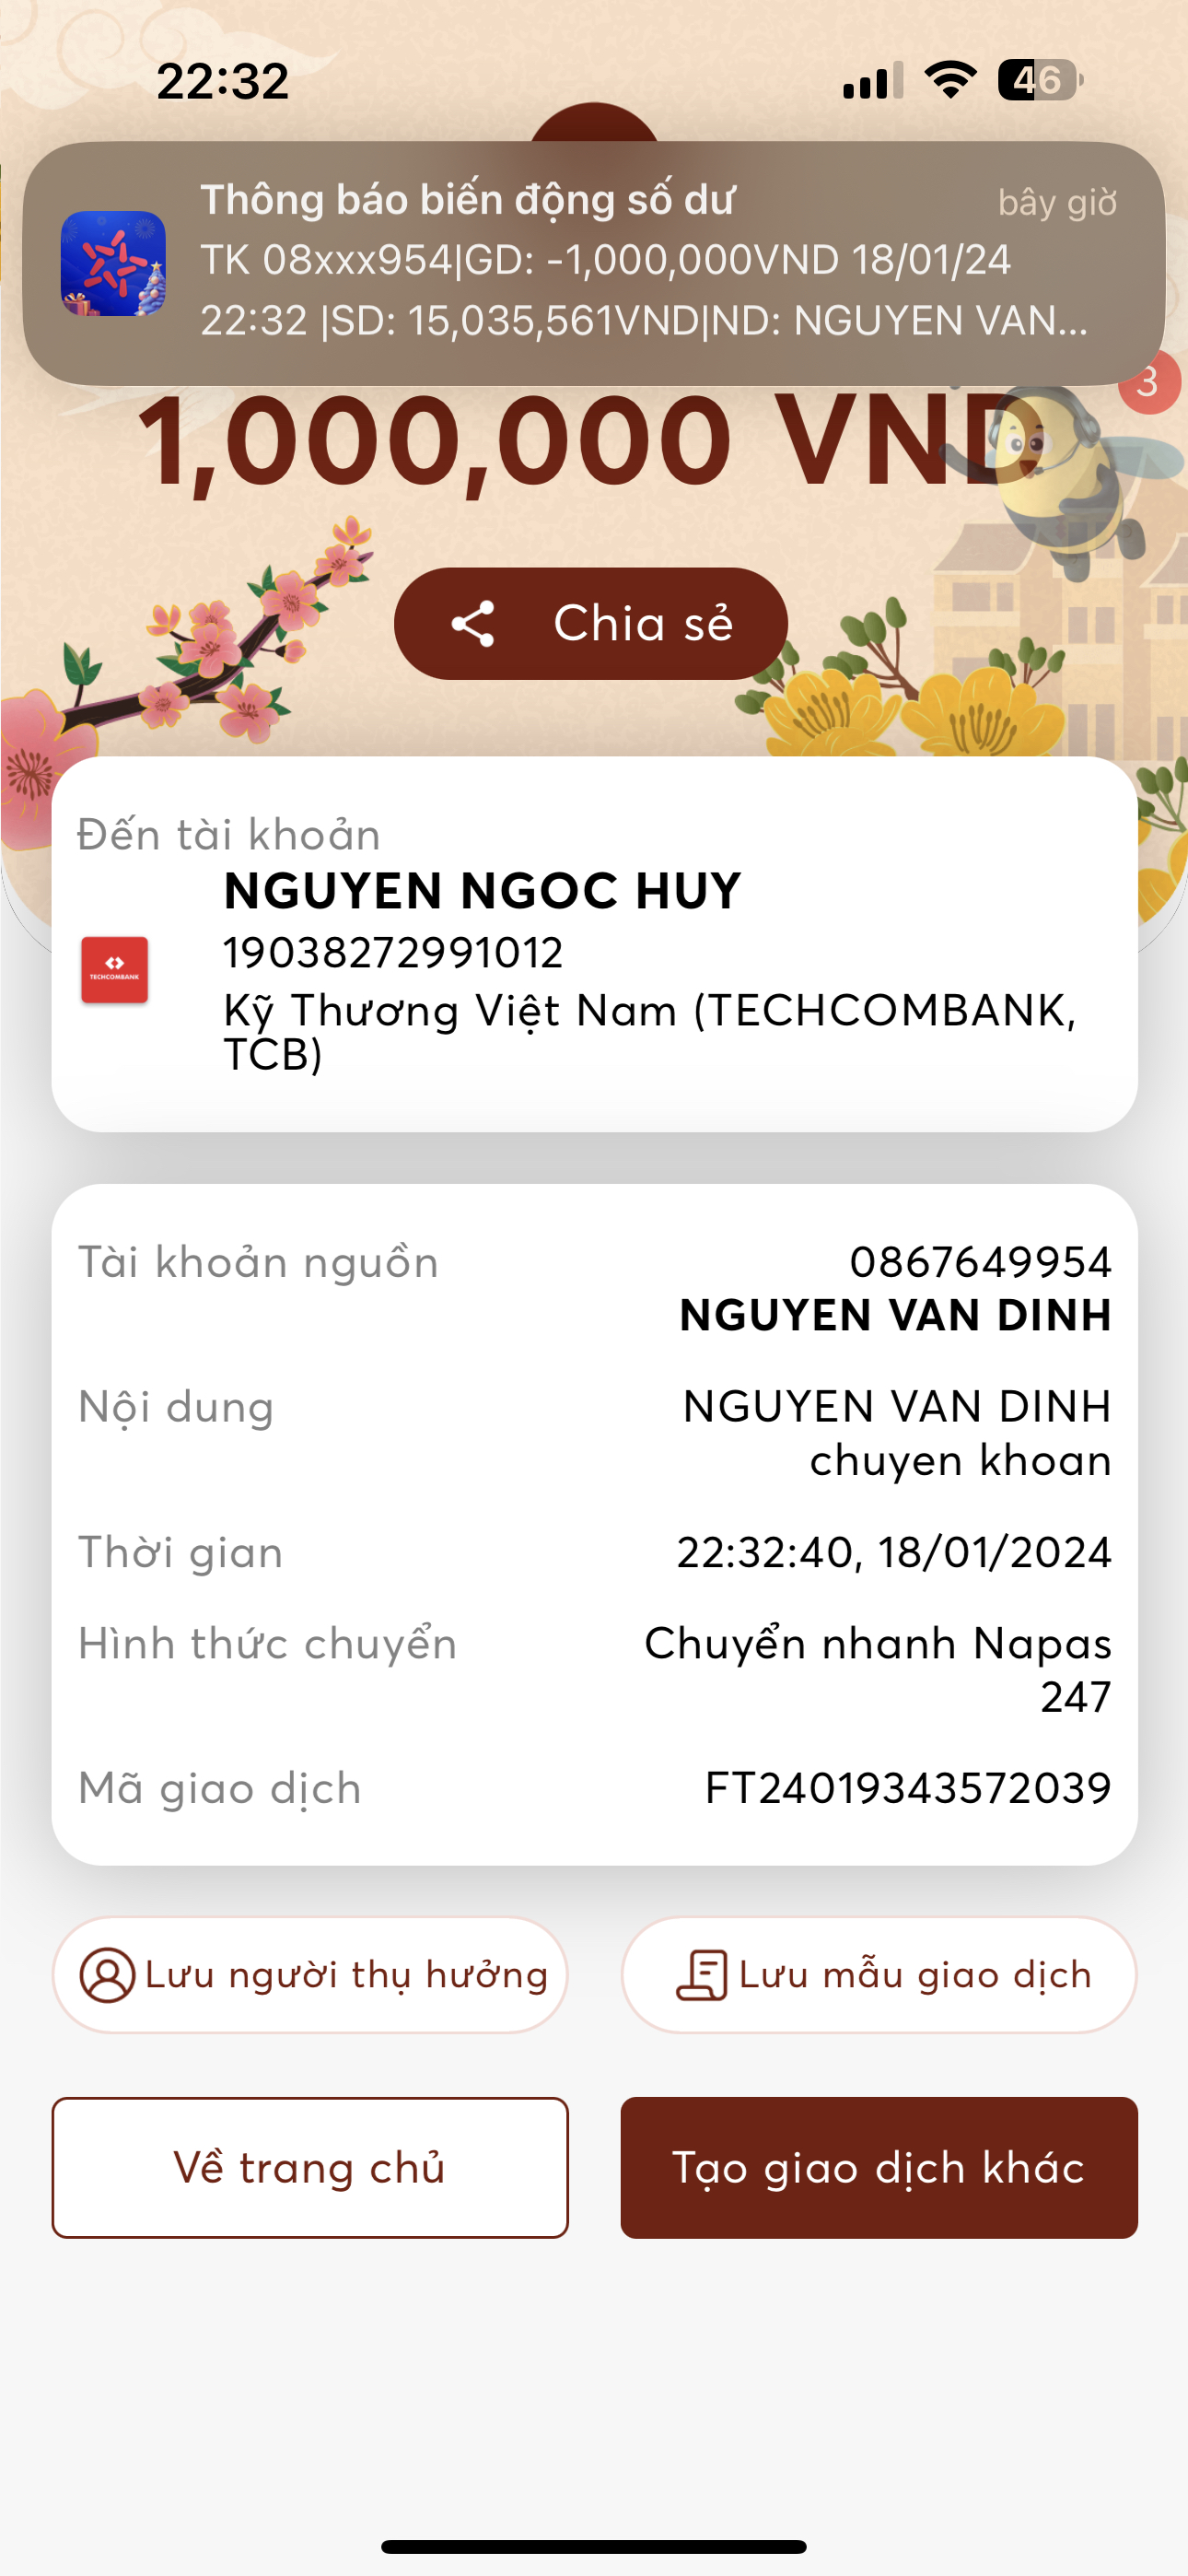 22:32
46
Thông báo biến động số dư
bây giờ
TK 08xxx954|GD: -1,000,000VND 18/01/24
22:32 |SD: 15,035,561VND|ND: NGUYEN VAN...
3
1,000,000 VND
Chia sẻ
Đến tài khoản
NGUYEN NGOC HUY
19038272991012
TECHCOMBANK
Kỹ Thương Việt Nam (TECHCOMBANK,
TCB)
Tài khoản nguồn
0867649954
NGUYEN VAN DINH
Nội dung
NGUYEN VAN DINH
chuyen khoan
Thời gian
22:32:40, 18/01/2024
Hình thức chuyển
Chuyển nhanh Napas
247
Mã giao dịch
FT24019343572039
Lưu người thụ hưởng
Lưu mẫu giao dịch
Về trang chủ
Tạo giao dịch khác